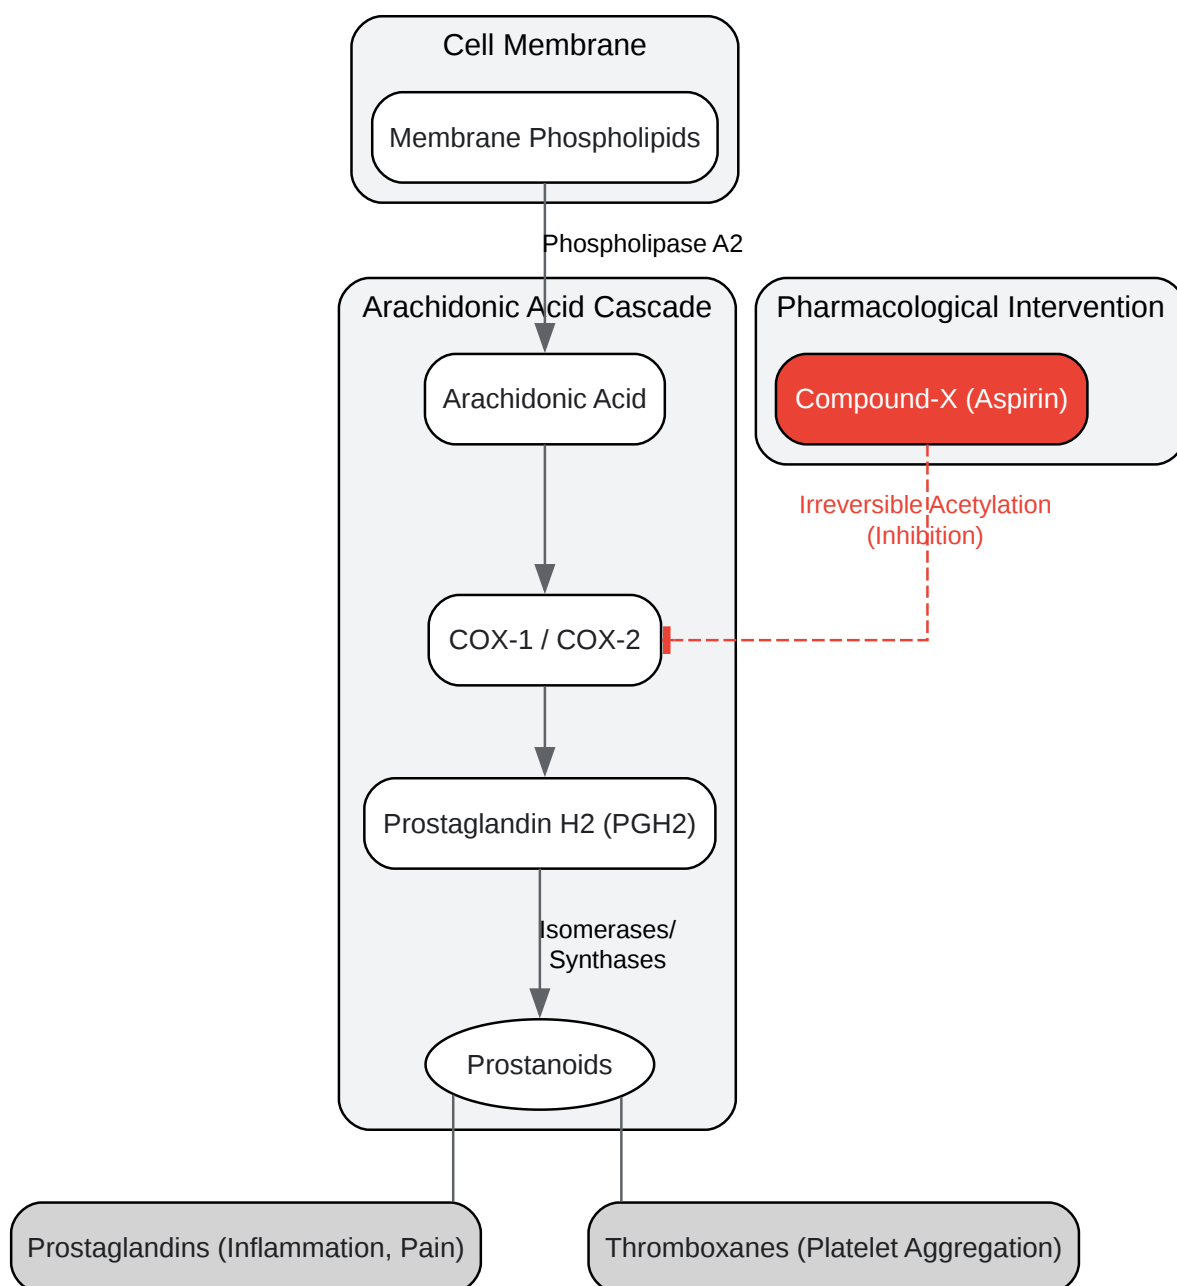 Cell Membrane
Membrane Phospholipids
Phospholipase A2
Arachidonic Acid Cascade
Pharmacological Intervention
Arachidonic Acid
Compound-X (Aspirin)
Irreversible Acetylation
(Inhibition)
COX-1 / COX-2
Prostaglandin H2 (PGH2)
Isomerases/
Synthases
Prostanoids
Prostaglandins (Inflammation, Pain)
Thromboxanes (Platelet Aggregation)